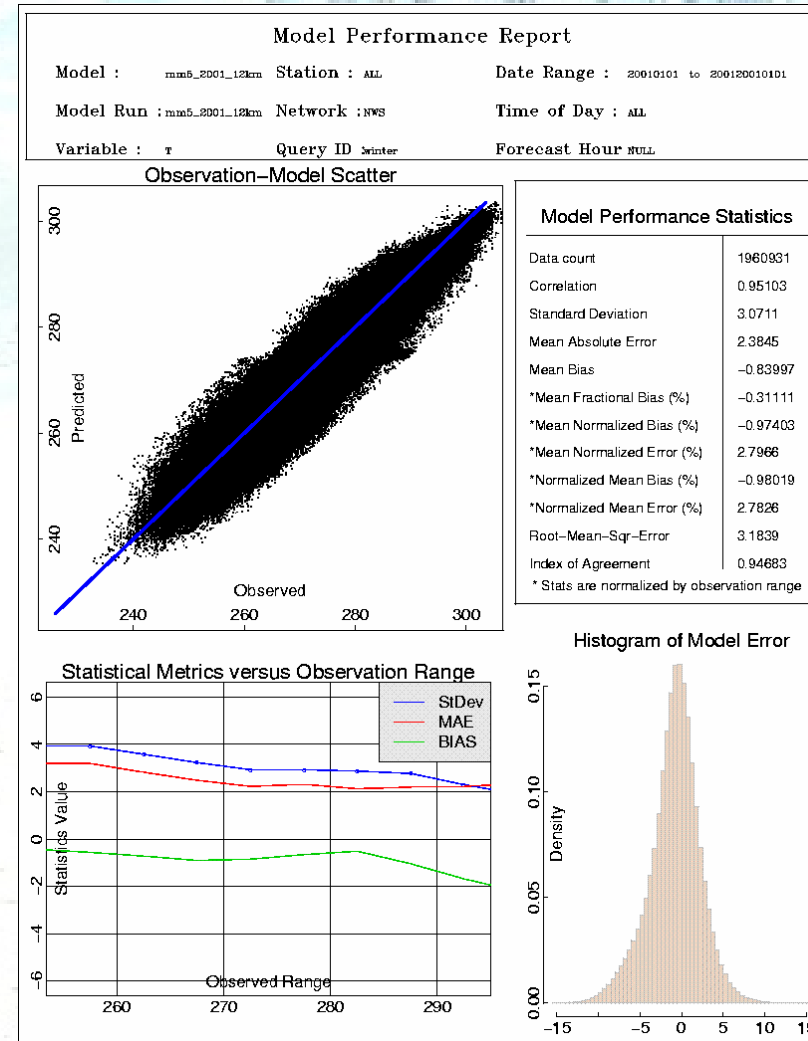 Model Performance Report
Model : mm5_2001_12km Station : ALL Date Range : 20010101 to 200120010101
Model Run : mm5_2001_12km Network : NWS Time of Day : ALL
Variable : T Query ID winter Forecast Hour NULL
Observation-Model Scatter
300
280
260
240
Predicted
Observed
240 260 280 300
Model Performance Statistics
Data count 1960931
Correlation 0.95103
Standard Deviation 3.0711
Mean Absolute Error 2.3845
Mean Bias -0.83997
*Mean Fractional Bias (%) -0.31111
*Mean Normalized Bias (%) -0.97403
*Mean Normalized Error (%) 2.7966
*Normalized Mean Bias (%) -0.98019
*Normalized Mean Error (%) 2.7826
Root-Mean-Sqr-Error 3.1839
Index of Agreement 0.94683
* Stats are normalized by observation range
Statistical Metrics versus Observation Range
StDev
MAE
BIAS
6
4
2
0
-2
-4
-6
Statistics Value
Observed Range
260 270 280 290
Histogram of Model Error
0.15
0.10
0.05
0.00
Density
-15 -5 0 5 10 15